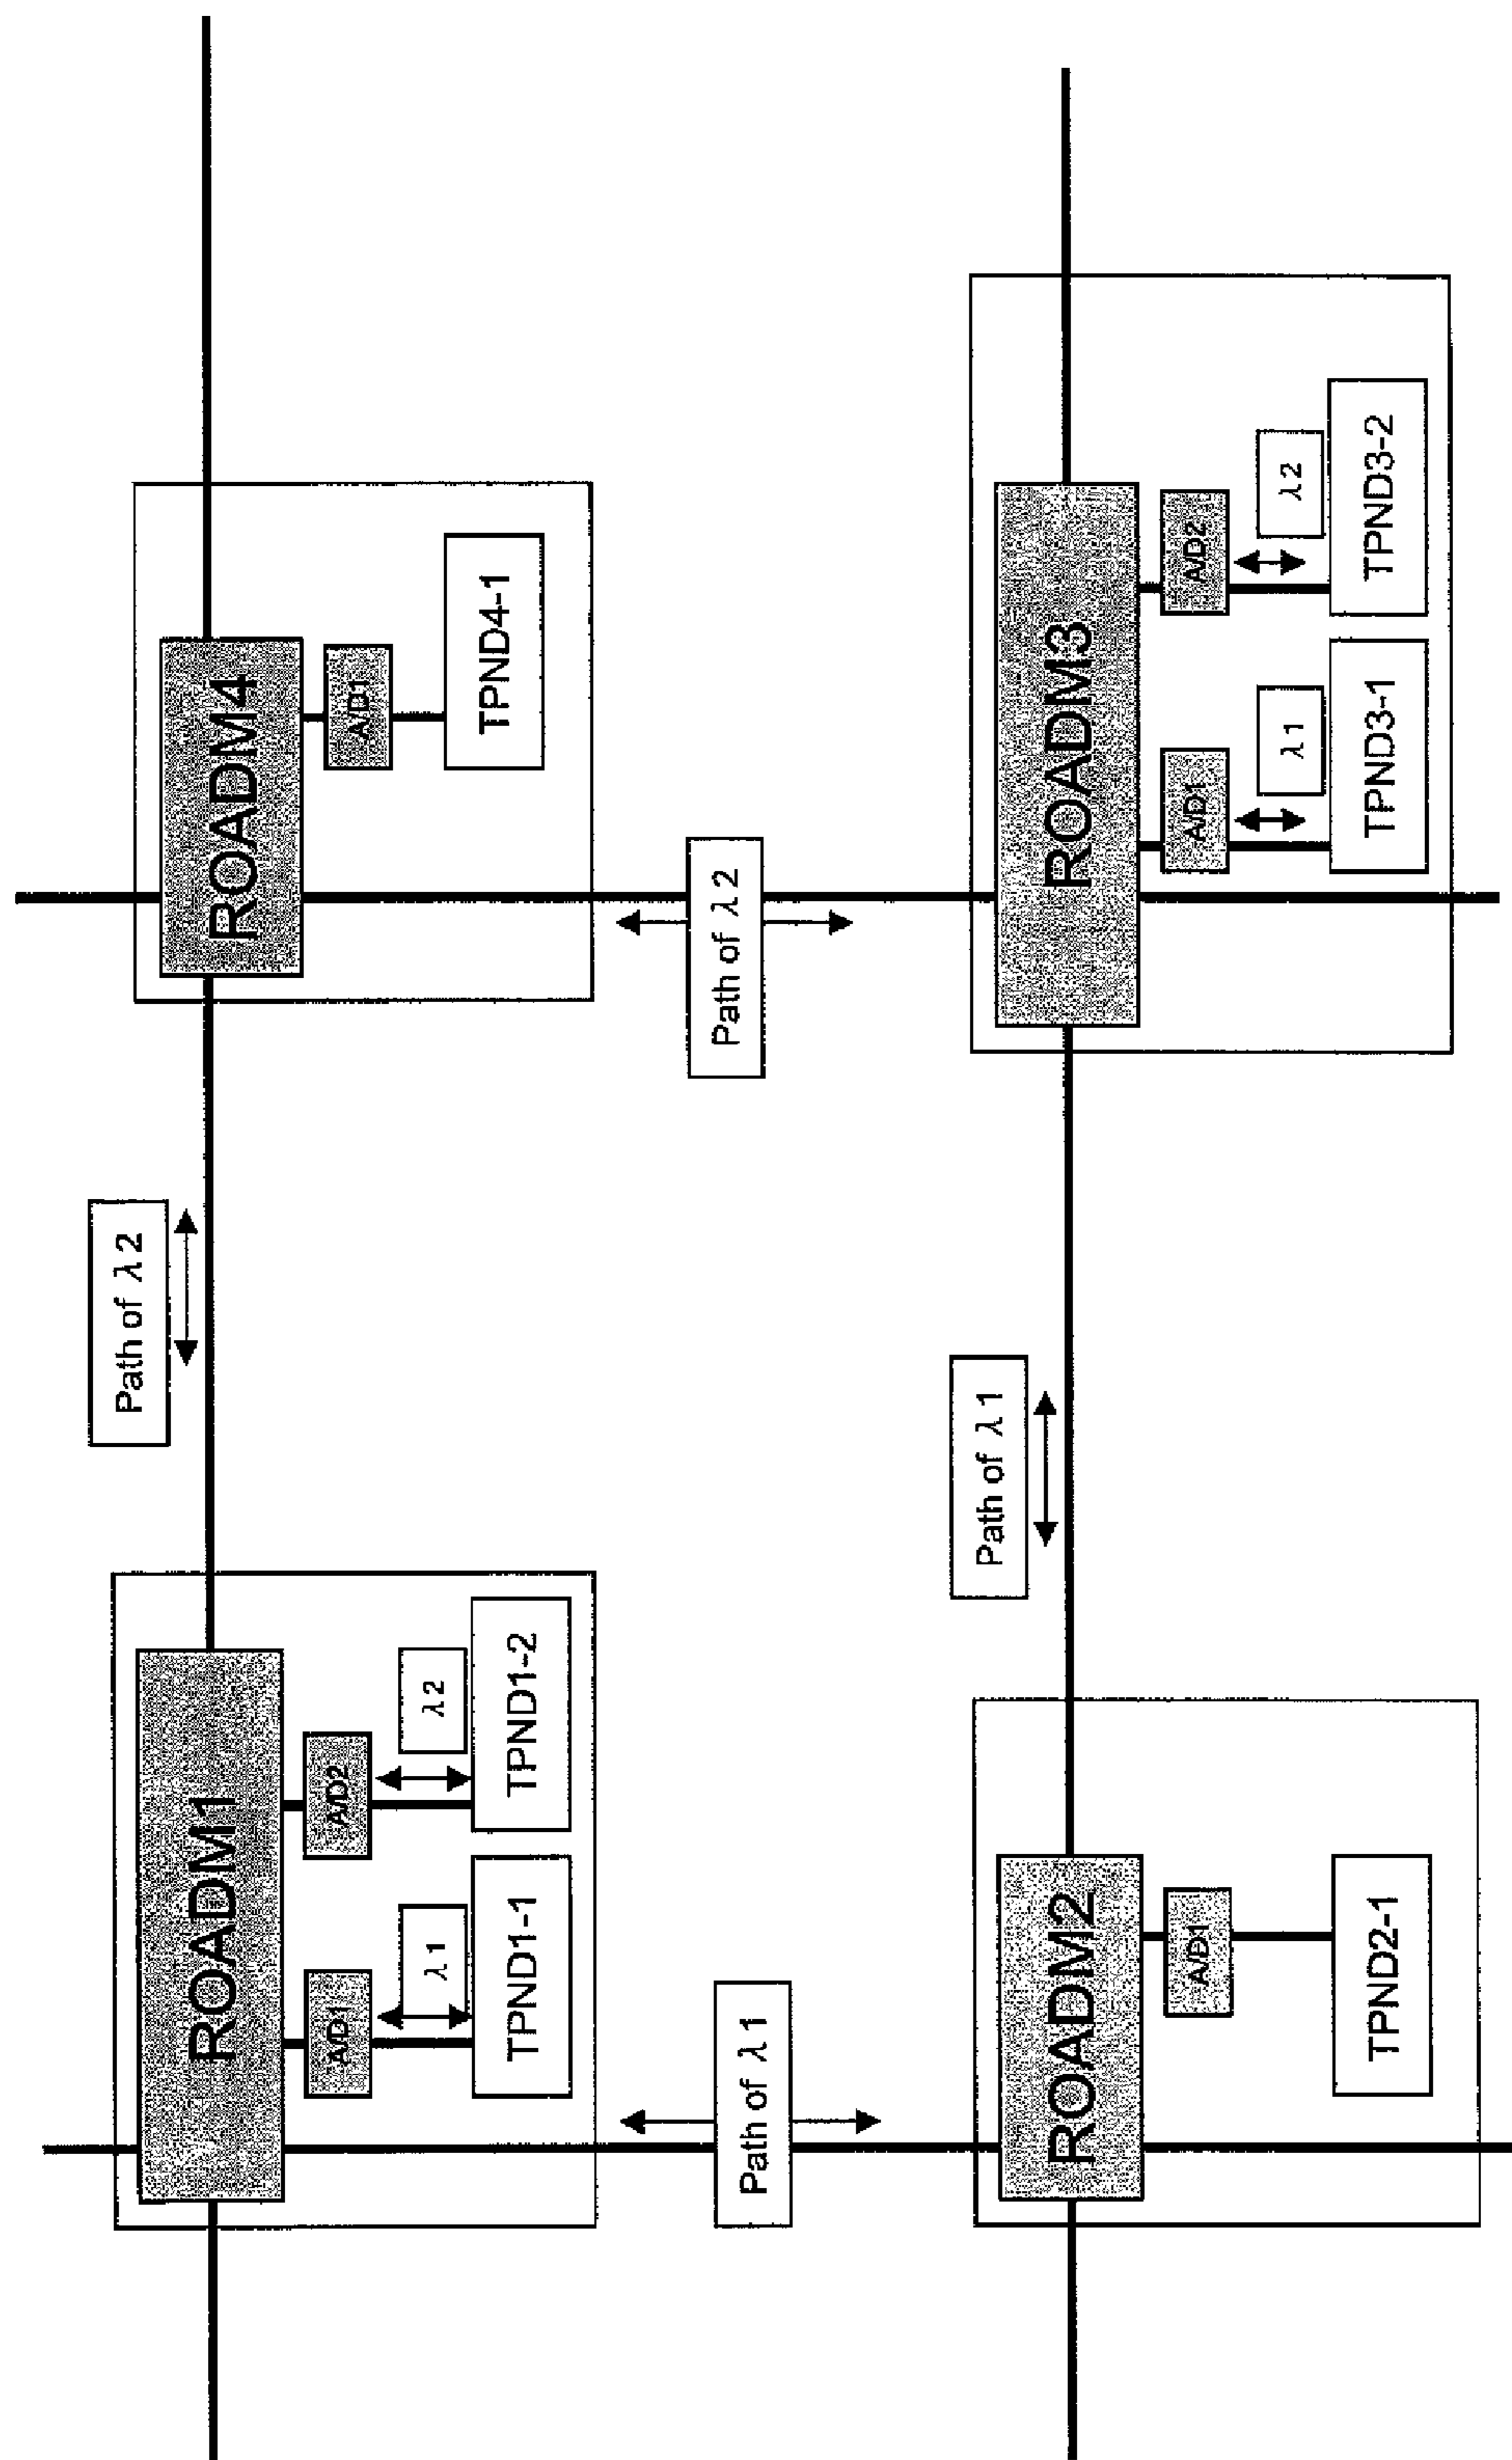 Path of λ2
ROADM1
A/D1
A/D2
λ1
λ2
TPND1-1
TPND1-2
ROADM4
A/D1
TPND4-1
Path of λ1
Path of λ2
Path of λ1
ROADM2
A/D1
TPND2-1
ROADM3
A/D1
A/D2
λ1
λ2
TPND3-1
TPND3-2